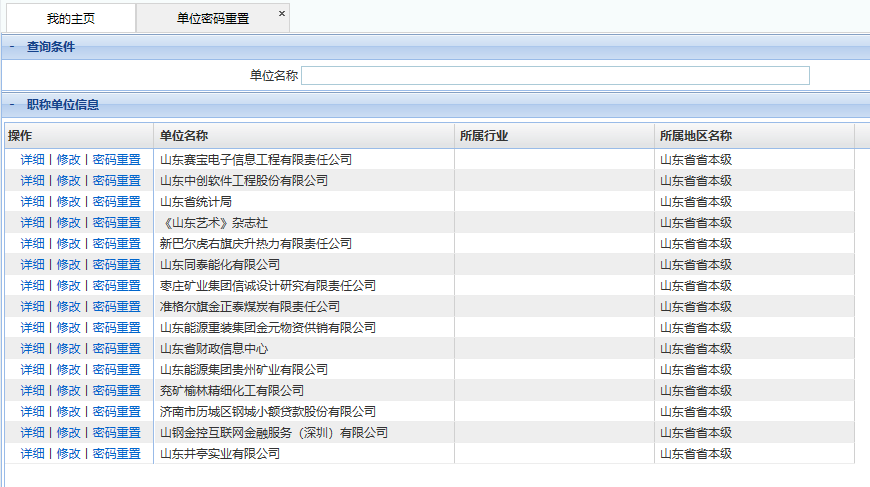 我的主页 单位密码重置 ×
- 查询条件
单位名称
- 职称单位信息
操作 单位名称 所属行业 所属地区名称
详细 | 修改 | 密码重置 山东赛宝电子信息工程有限责任公司 山东省省本级
详细 | 修改 | 密码重置 山东中创软件工程股份有限公司 山东省省本级
详细 | 修改 | 密码重置 山东省统计局 山东省省本级
详细 | 修改 | 密码重置 《山东艺术》杂志社 山东省省本级
详细 | 修改 | 密码重置 新巴尔虎右旗庆升热力有限责任公司 山东省省本级
详细 | 修改 | 密码重置 山东同泰能化有限公司 山东省省本级
详细 | 修改 | 密码重置 枣庄矿业集团信诚设计研究有限责任公司 山东省省本级
详细 | 修改 | 密码重置 准格尔旗金正泰煤炭有限责任公司 山东省省本级
详细 | 修改 | 密码重置 山东能源重装集团金元物资供销有限公司 山东省省本级
详细 | 修改 | 密码重置 山东省财政信息中心 山东省省本级
详细 | 修改 | 密码重置 山东能源集团贵州矿业有限公司 山东省省本级
详细 | 修改 | 密码重置 兖矿榆林精细化工有限公司 山东省省本级
详细 | 修改 | 密码重置 济南市历城区钢城小额贷款股份有限公司 山东省省本级
详细 | 修改 | 密码重置 山钢金控互联网金融服务（深圳）有限公司 山东省省本级
详细 | 修改 | 密码重置 山东井亭实业有限公司 山东省省本级